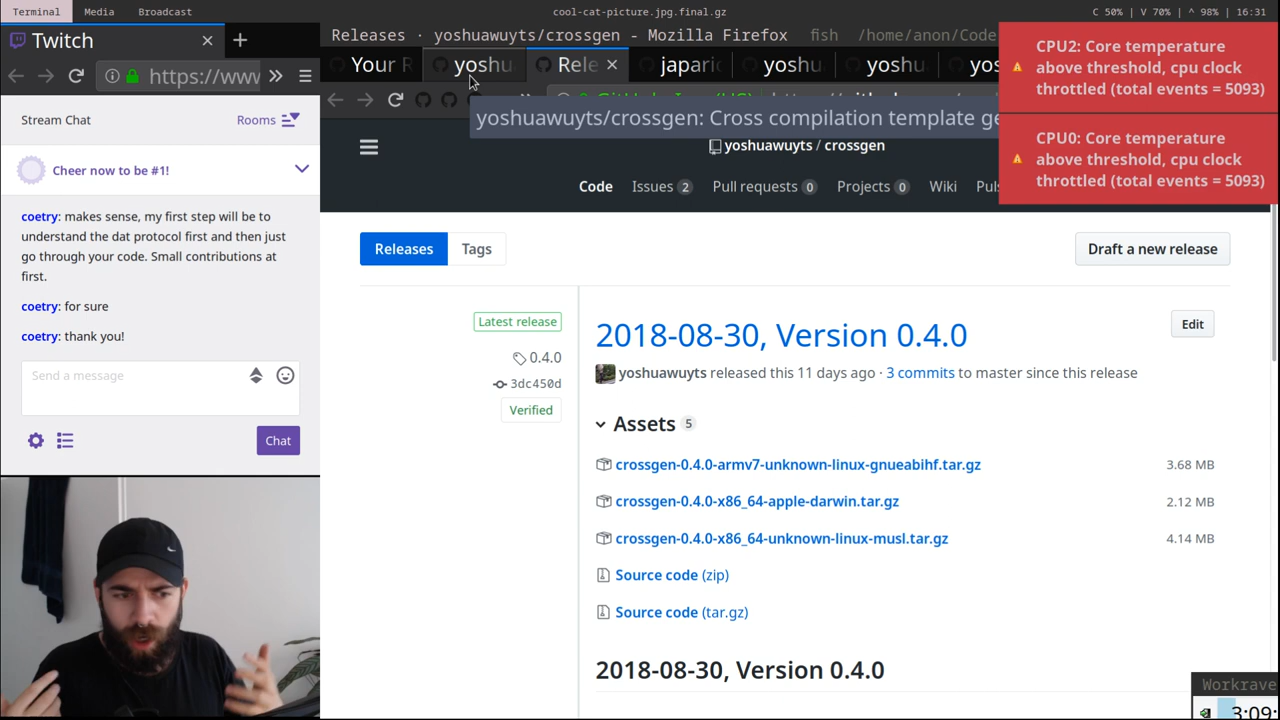 Terminal Media Broadcast
cool-cat-picture.jpg.final.gz
C 50% | V 70% | ^ 98% | 16:31
Twitch
https://www
Stream Chat
Rooms
Cheer now to be #1!
coetry: makes sense, my first step will be to
understand the dat protocol first and then just
go through your code. Small contributions at
first.
coetry: for sure
coetry: thank you!
Send a message
Chat
Releases · yoshuawuyts/crossgen - Mozilla Firefox
fish /home/anon/Code
Your R
yoshu
Rele
japaric
yoshu
yoshu
yos
yoshuawuyts/crossgen: Cross compilation template ge
CPU2: Core temperature
above threshold, cpu clock
throttled (total events = 5093)
CPU0: Core temperature
above threshold, cpu clock
throttled (total events = 5093)
yoshuawuyts / crossgen
Code Issues 2 Pull requests 0 Projects 0 Wiki Puls
Releases Tags
Draft a new release
Latest release
0.4.0
3dc450d
Verified
2018-08-30, Version 0.4.0
Edit
yoshuawuyts released this 11 days ago · 3 commits to master since this release
Assets 5
crossgen-0.4.0-armv7-unknown-linux-gnueabihf.tar.gz 3.68 MB
crossgen-0.4.0-x86_64-apple-darwin.tar.gz 2.12 MB
crossgen-0.4.0-x86_64-unknown-linux-musl.tar.gz 4.14 MB
Source code (zip)
Source code (tar.gz)
2018-08-30, Version 0.4.0
Workrave
3:09: